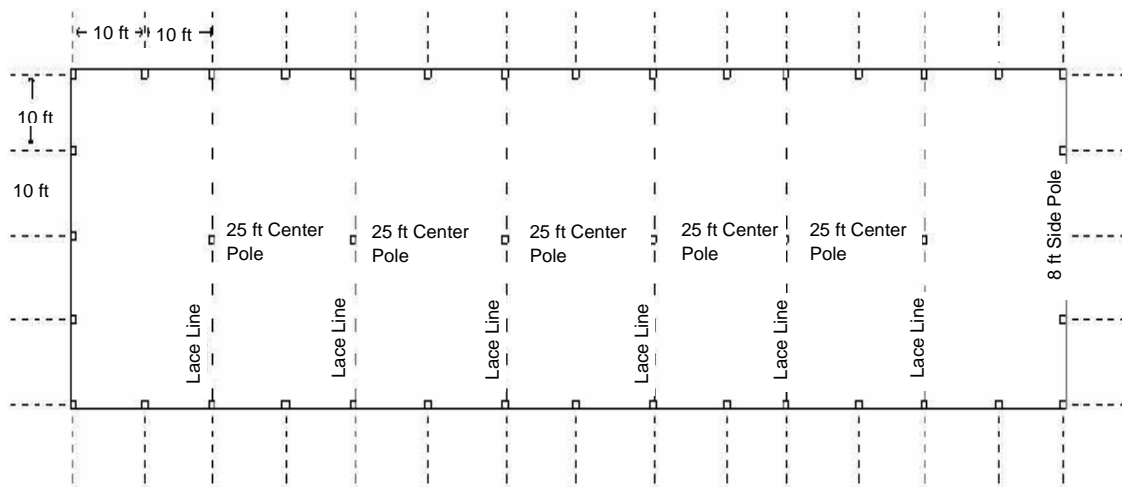 10 ft 10 ft
10 ft
10 ft
25 ft Center
Pole
25 ft Center
Pole
25 ft Center
Pole
25 ft Center
Pole
25 ft Center
Pole
8 ft Side Pole
Lace Line
Lace Line
Lace Line
Lace Line
Lace Line
Lace Line